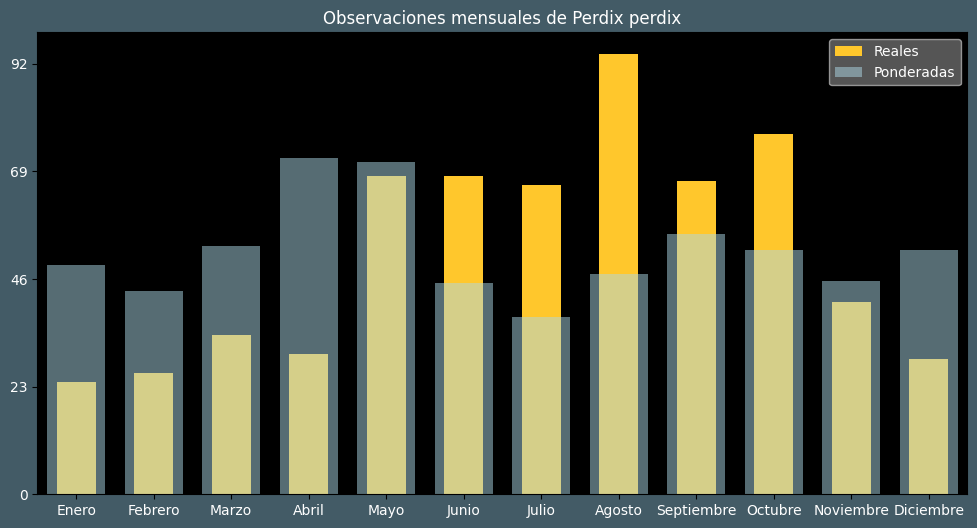 Observaciones mensuales de Perdix perdix
Reales
Ponderadas
92
69
46
23
0
Enero Febrero Marzo Abril Mayo Junio Julio Agosto Septiembre Octubre Noviembre Diciembre